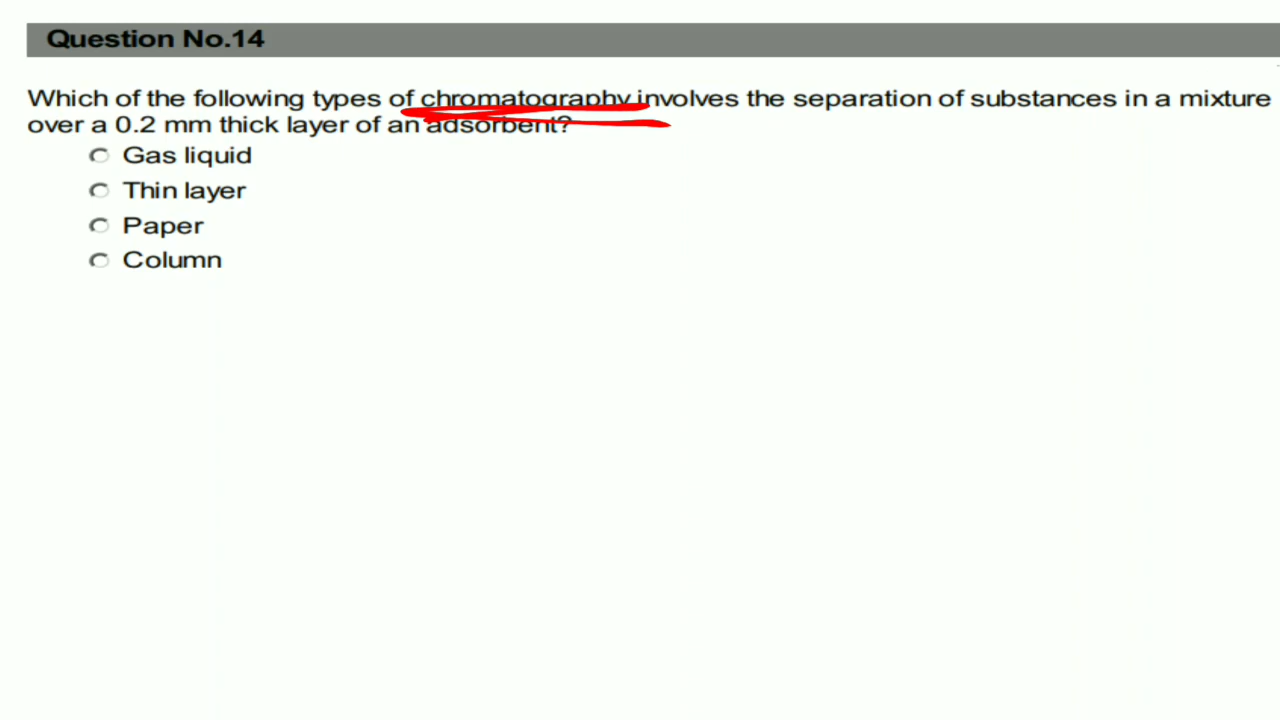 Question No.14
Which of the following types of chromatography involves the separation of substances in a mixture
over a 0.2 mm thick layer of an adsorbent?
Gas liquid
Thin layer
Paper
Column